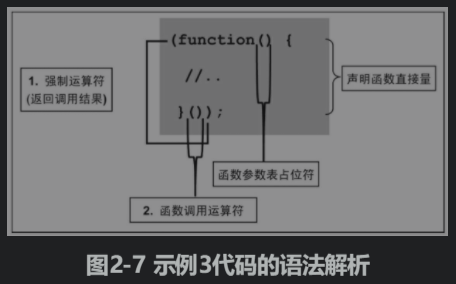 (function() {
1. 强制运算符
(返回调用结果)
//..
声明函数直接量
}());
函数参数表占位符
2. 函数调用运算符
图2-7 示例3代码的语法解析